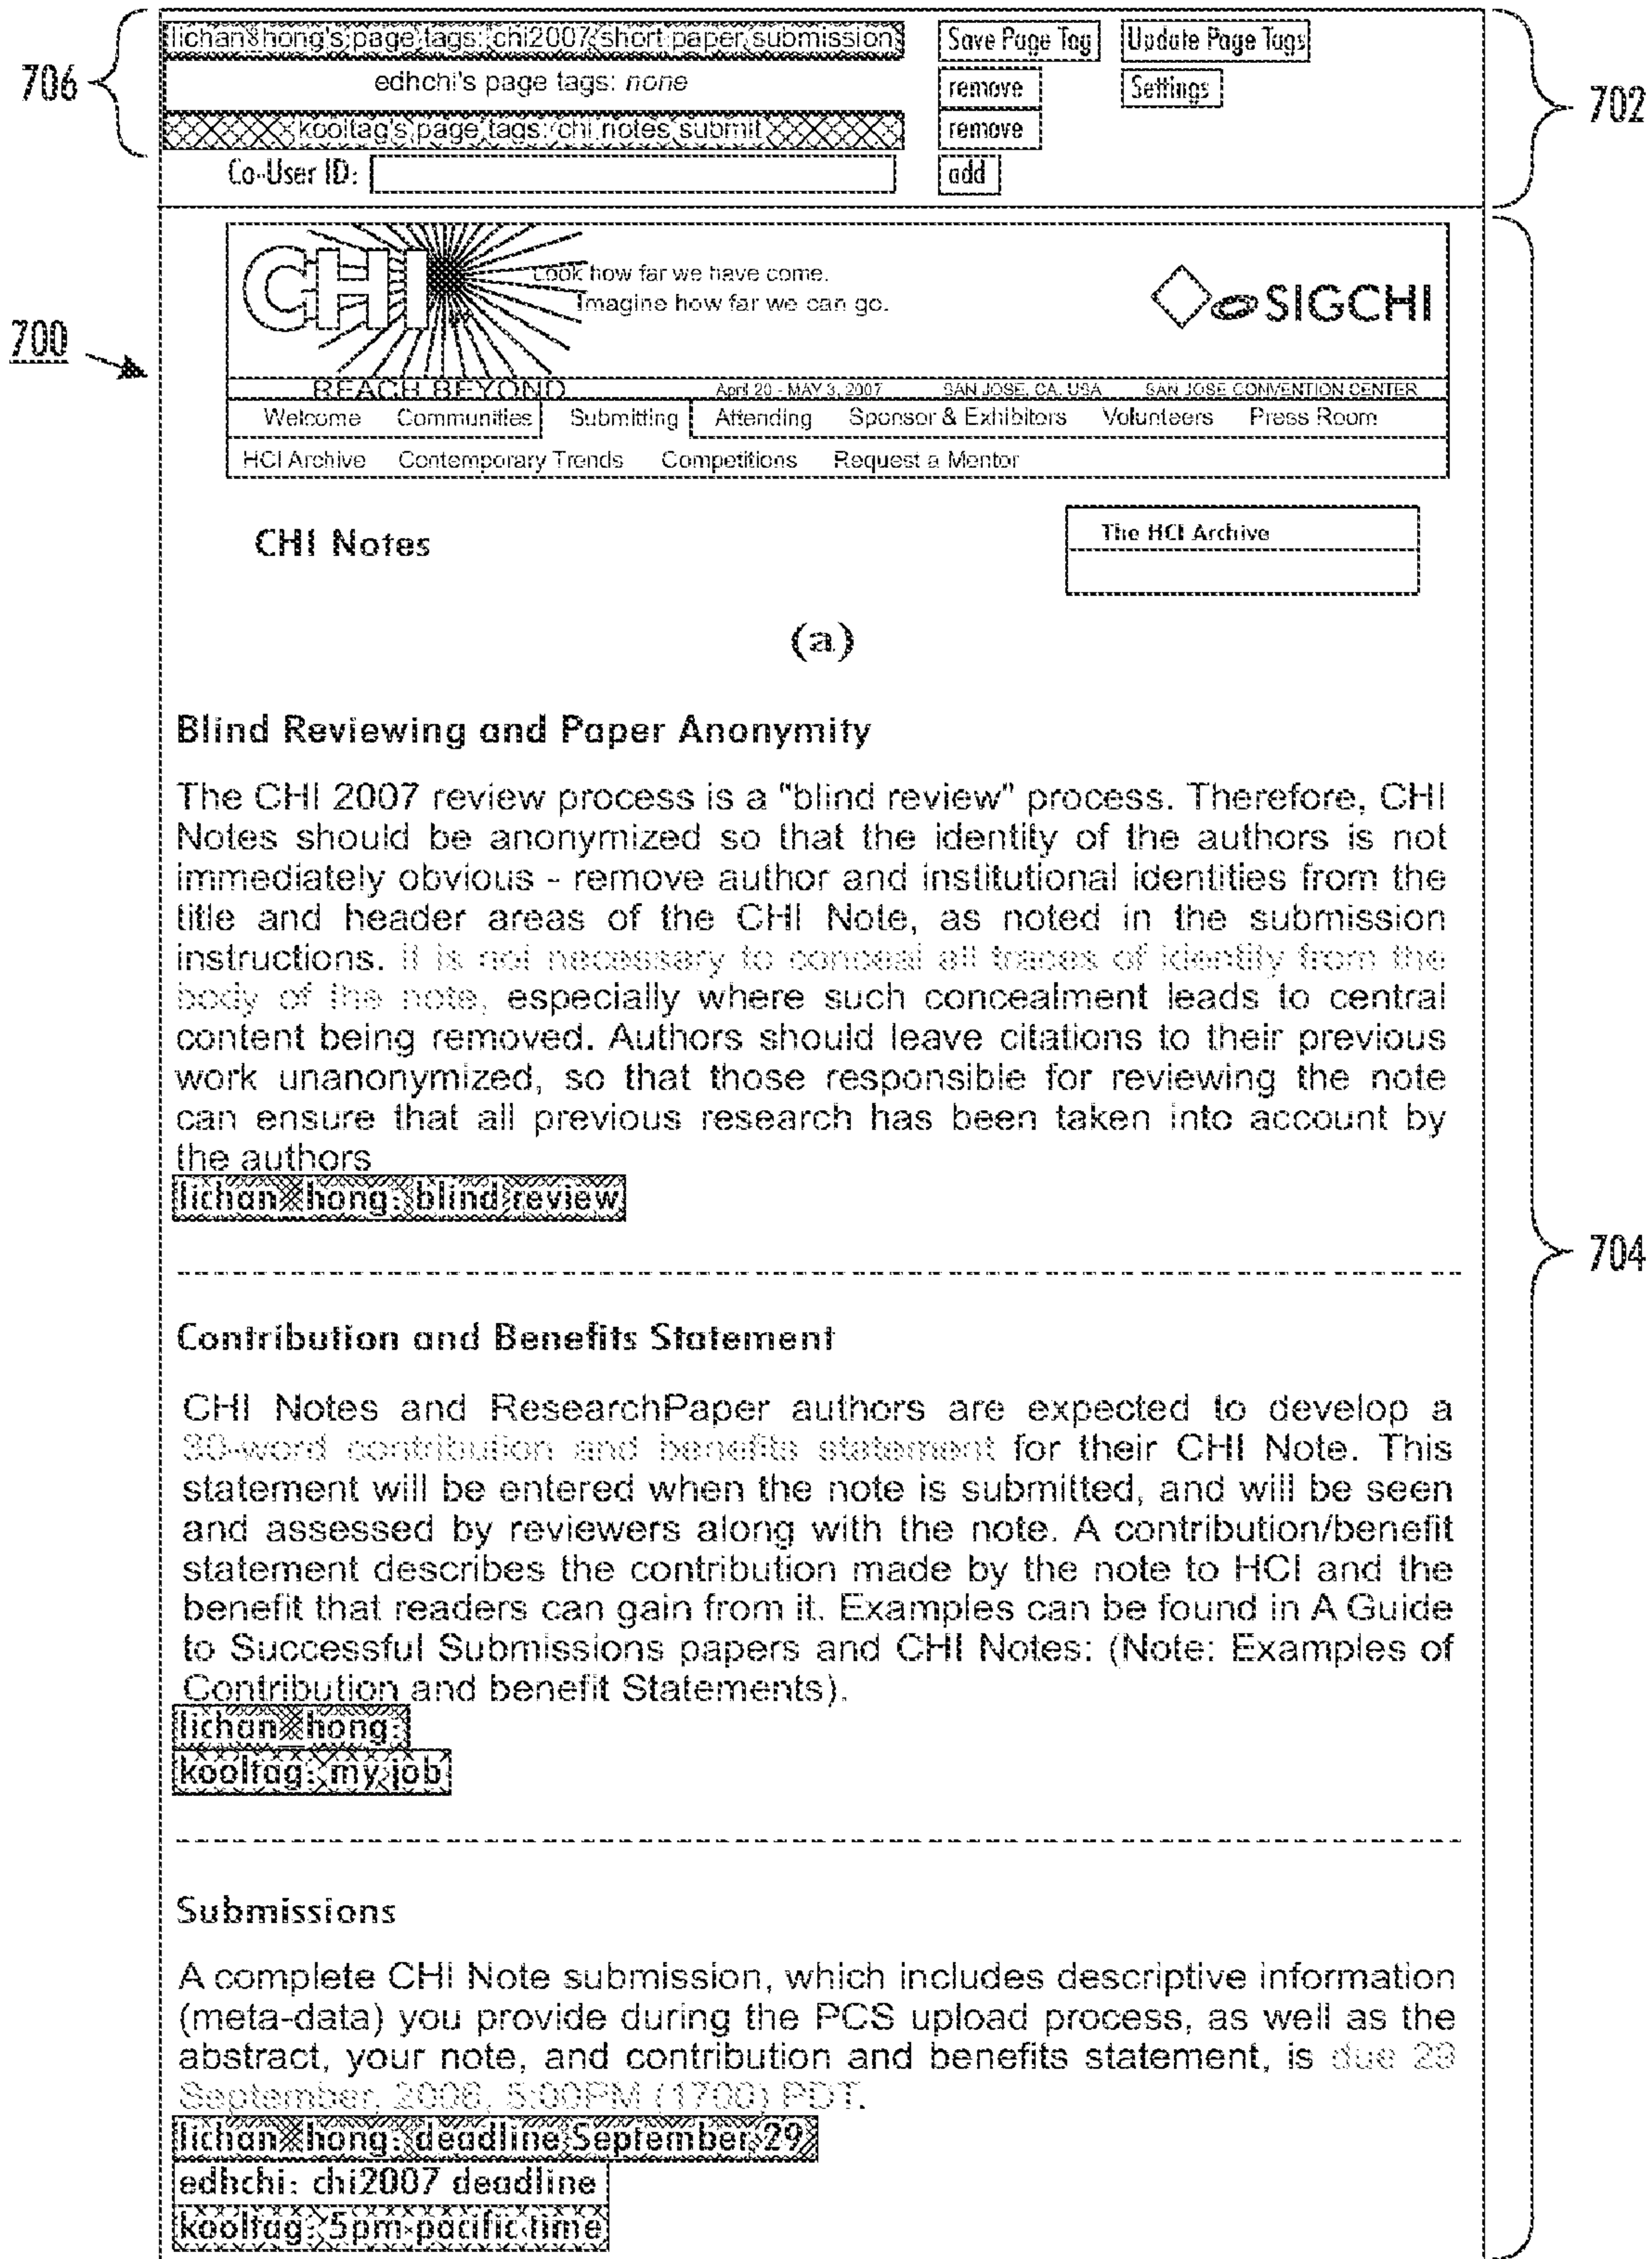 lichan hong's page tags: chi2007 short paper submission
Save Page Tag
Update Page Tags
706
edhchi's page tags: none
remove
Settings
702
kooltag's page tags: chi notes submit
remove
Co-User ID:
add
CHI
Look how far we have come.
Imagine how far we can go.
SIGCHI
700
REACH BEYOND
April 20 - MAY 3, 2007
SAN JOSE, CA. USA
SAN JOSE CONVENTION CENTER
Welcome Communities Submitting Attending Sponsor & Exhibitors Volunteers Press Room
HCI Archive Contemporary Trends Competitions Request a Mentor
CHI Notes
The HCI Archive
(a)
Blind Reviewing and Paper Anonymity
The CHI 2007 review process is a "blind review" process. Therefore, CHI
Notes should be anonymized so that the identity of the authors is not
immediately obvious - remove author and institutional identities from the
title and header areas of the CHI Note, as noted in the submission
instructions. it is not necessary to conceal all traces of identity from the
body of the note, especially where such concealment leads to central
content being removed. Authors should leave citations to their previous
work unanonymized, so that those responsible for reviewing the note
can ensure that all previous research has been taken into account by
the authors
lichan_hong: blind review
704
Contribution and Benefits Statement
CHI Notes and ResearchPaper authors are expected to develop a
30-word contribution and benefits statement for their CHI Note. This
statement will be entered when the note is submitted, and will be seen
and assessed by reviewers along with the note. A contribution/benefit
statement describes the contribution made by the note to HCI and the
benefit that readers can gain from it. Examples can be found in A Guide
to Successful Submissions papers and CHI Notes: (Note: Examples of
Contribution and benefit Statements).
lichan_hong:
kooltag: my job
Submissions
A complete CHI Note submission, which includes descriptive information
(meta-data) you provide during the PCS upload process, as well as the
abstract, your note, and contribution and benefits statement, is due 29
September, 2006, 5:00PM (1700) PDT.
lichan_hong: deadline September 29
edhchi: chi2007 deadline
kooltag: 5pm-pacific-time